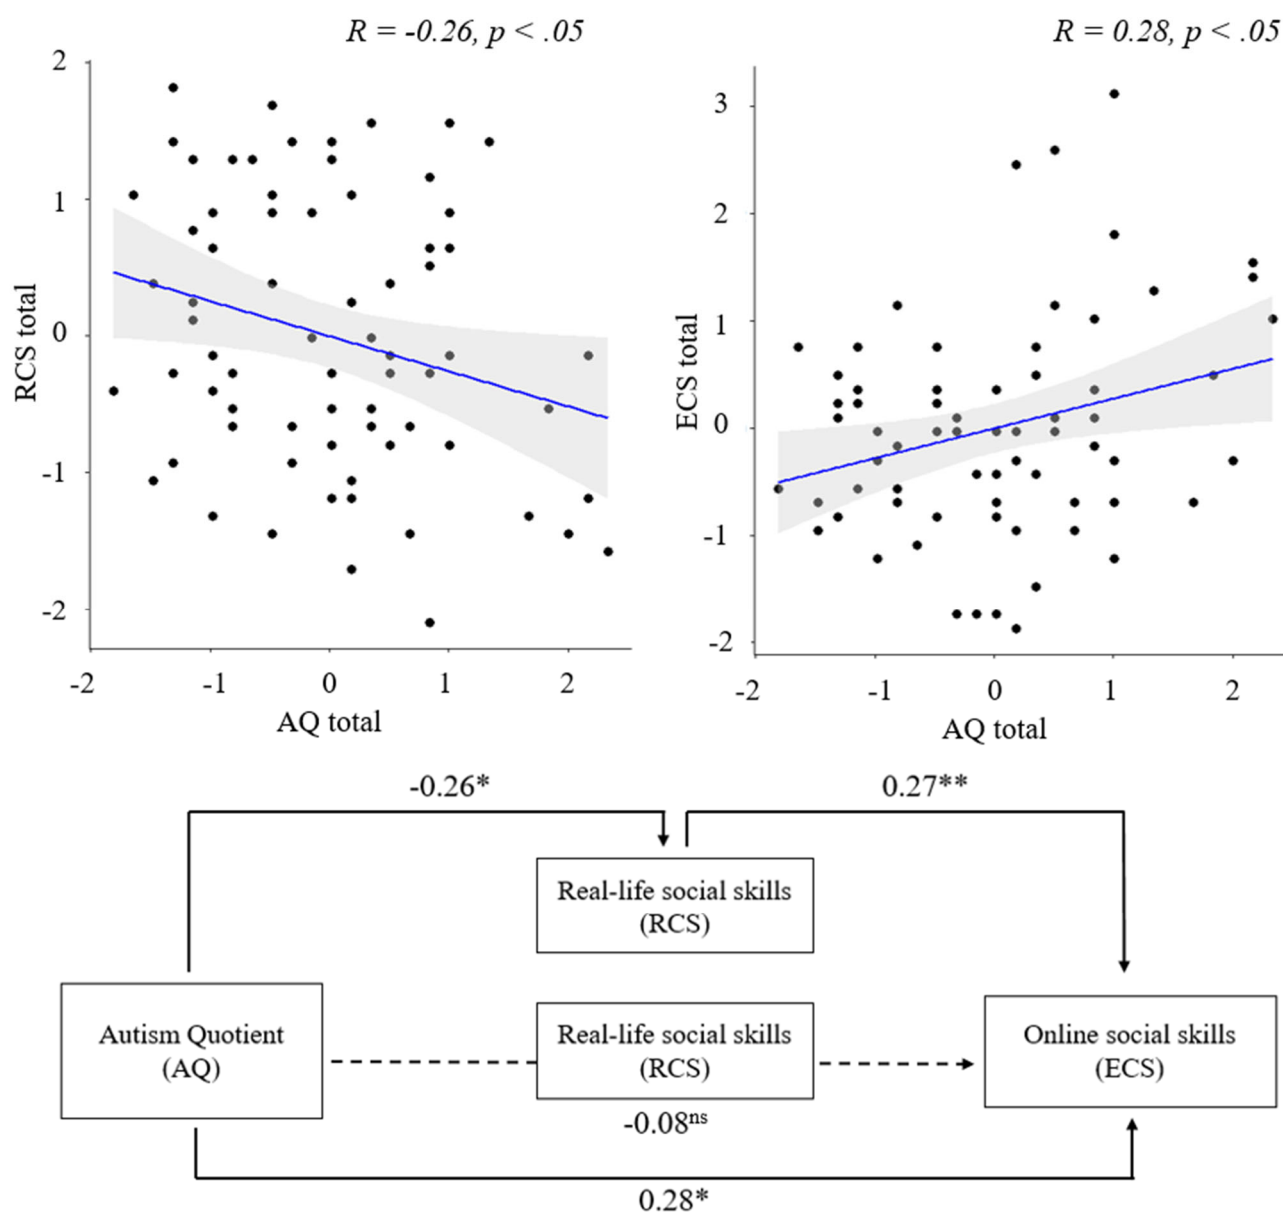 R = -0.26, p < .05
2
1
0
-1
-2
RCS total
-2
-1
0
1
2
AQ total
R = 0.28, p < .05
3
2
1
0
-1
-2
ECS total
-2
-1
0
1
2
AQ total
-0.26*
0.27**
Real-life social skills
(RCS)
Autism Quotient
(AQ)
Real-life social skills
(RCS)
Online social skills
(ECS)
-0.08ns
0.28*